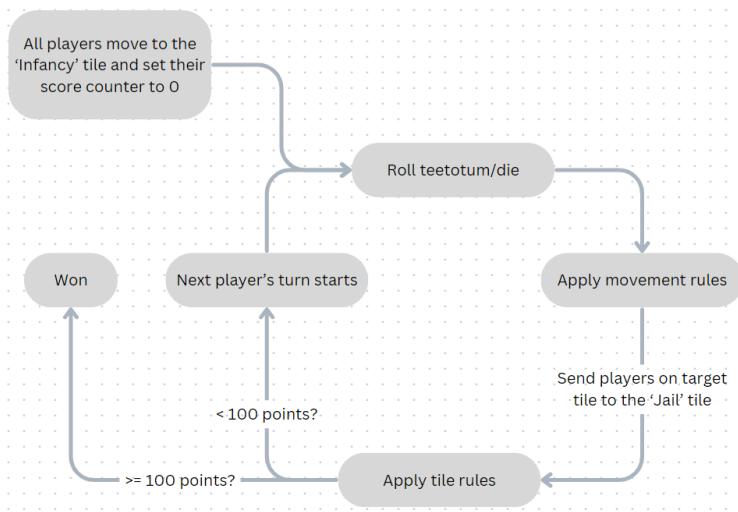 All players move to the
‘Infancy’ tile and set their
score counter to 0
Roll teetotum/die
Won
Next player’s turn starts
Apply movement rules
Send players on target
tile to the ‘Jail’ tile
< 100 points?
>= 100 points?
Apply tile rules